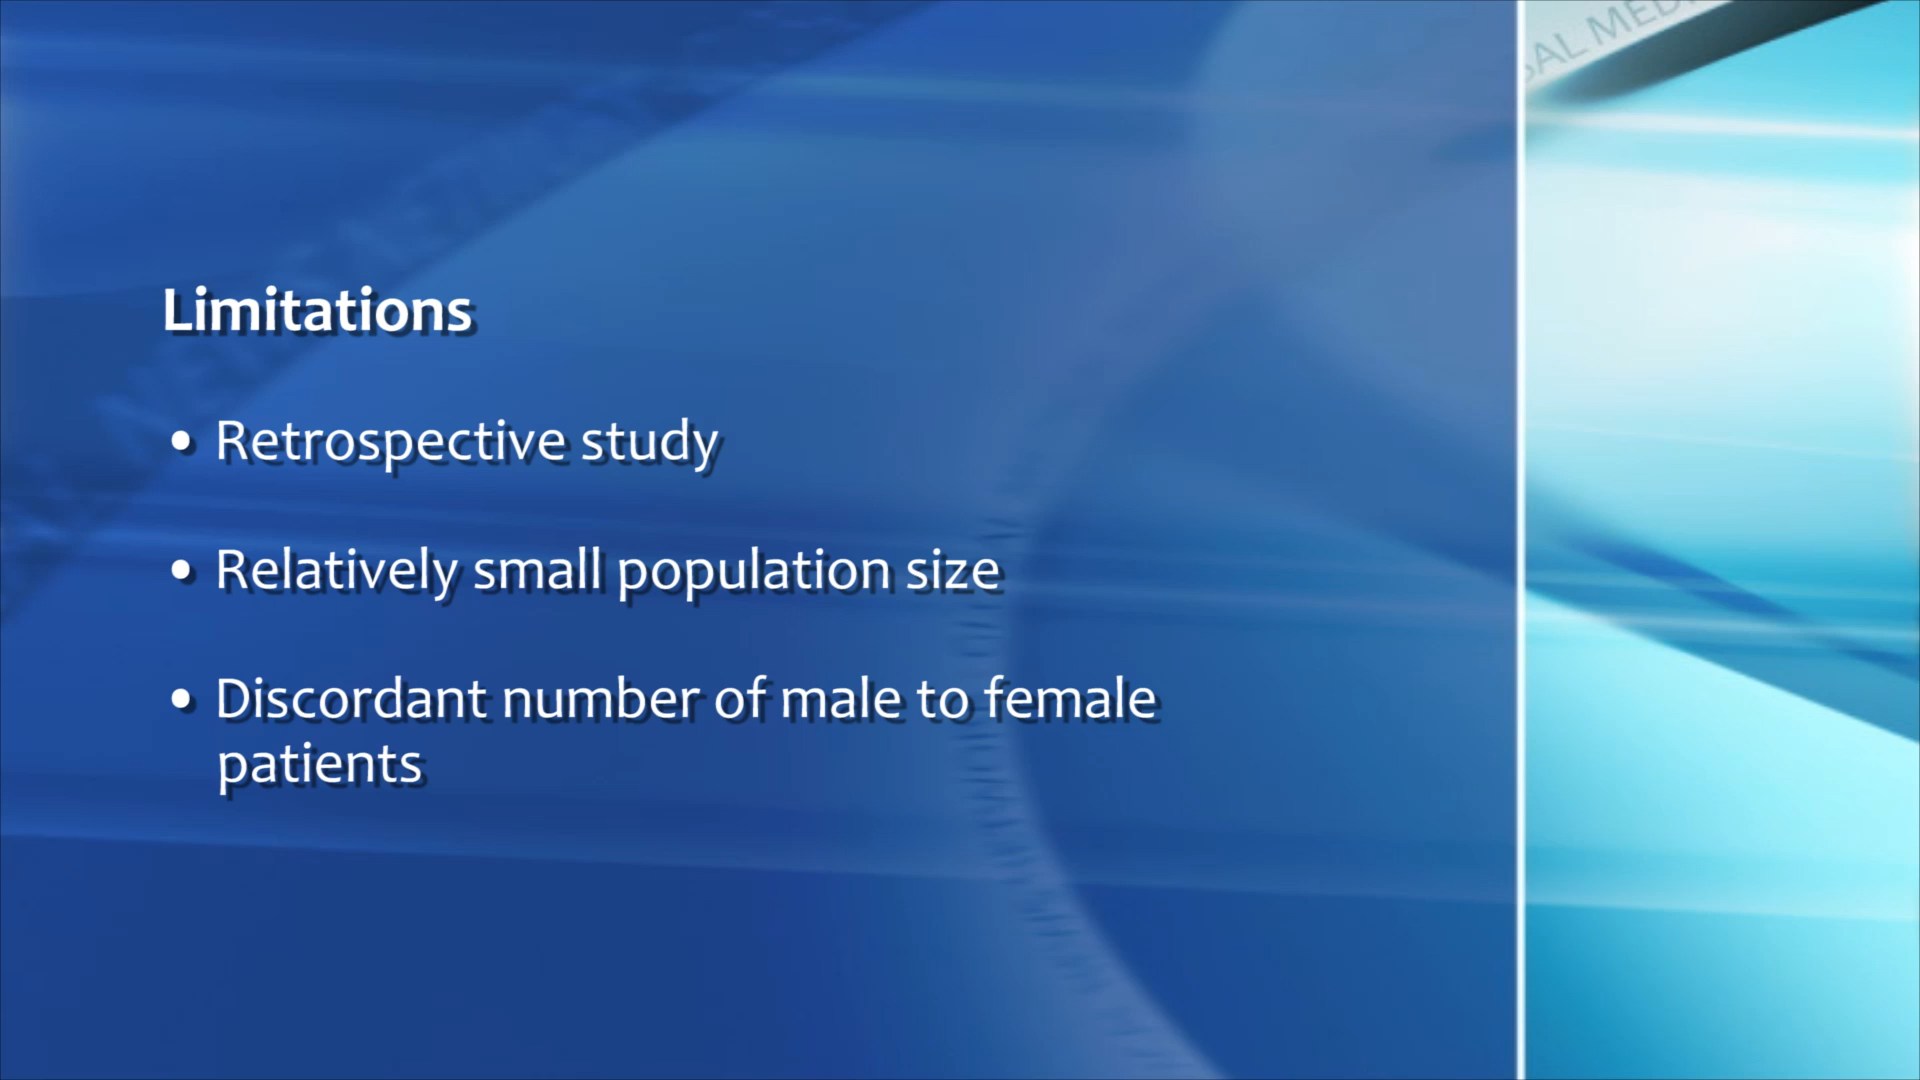 Limitations
• Retrospective study
• Relatively small population size
• Discordant number of male to female
patients